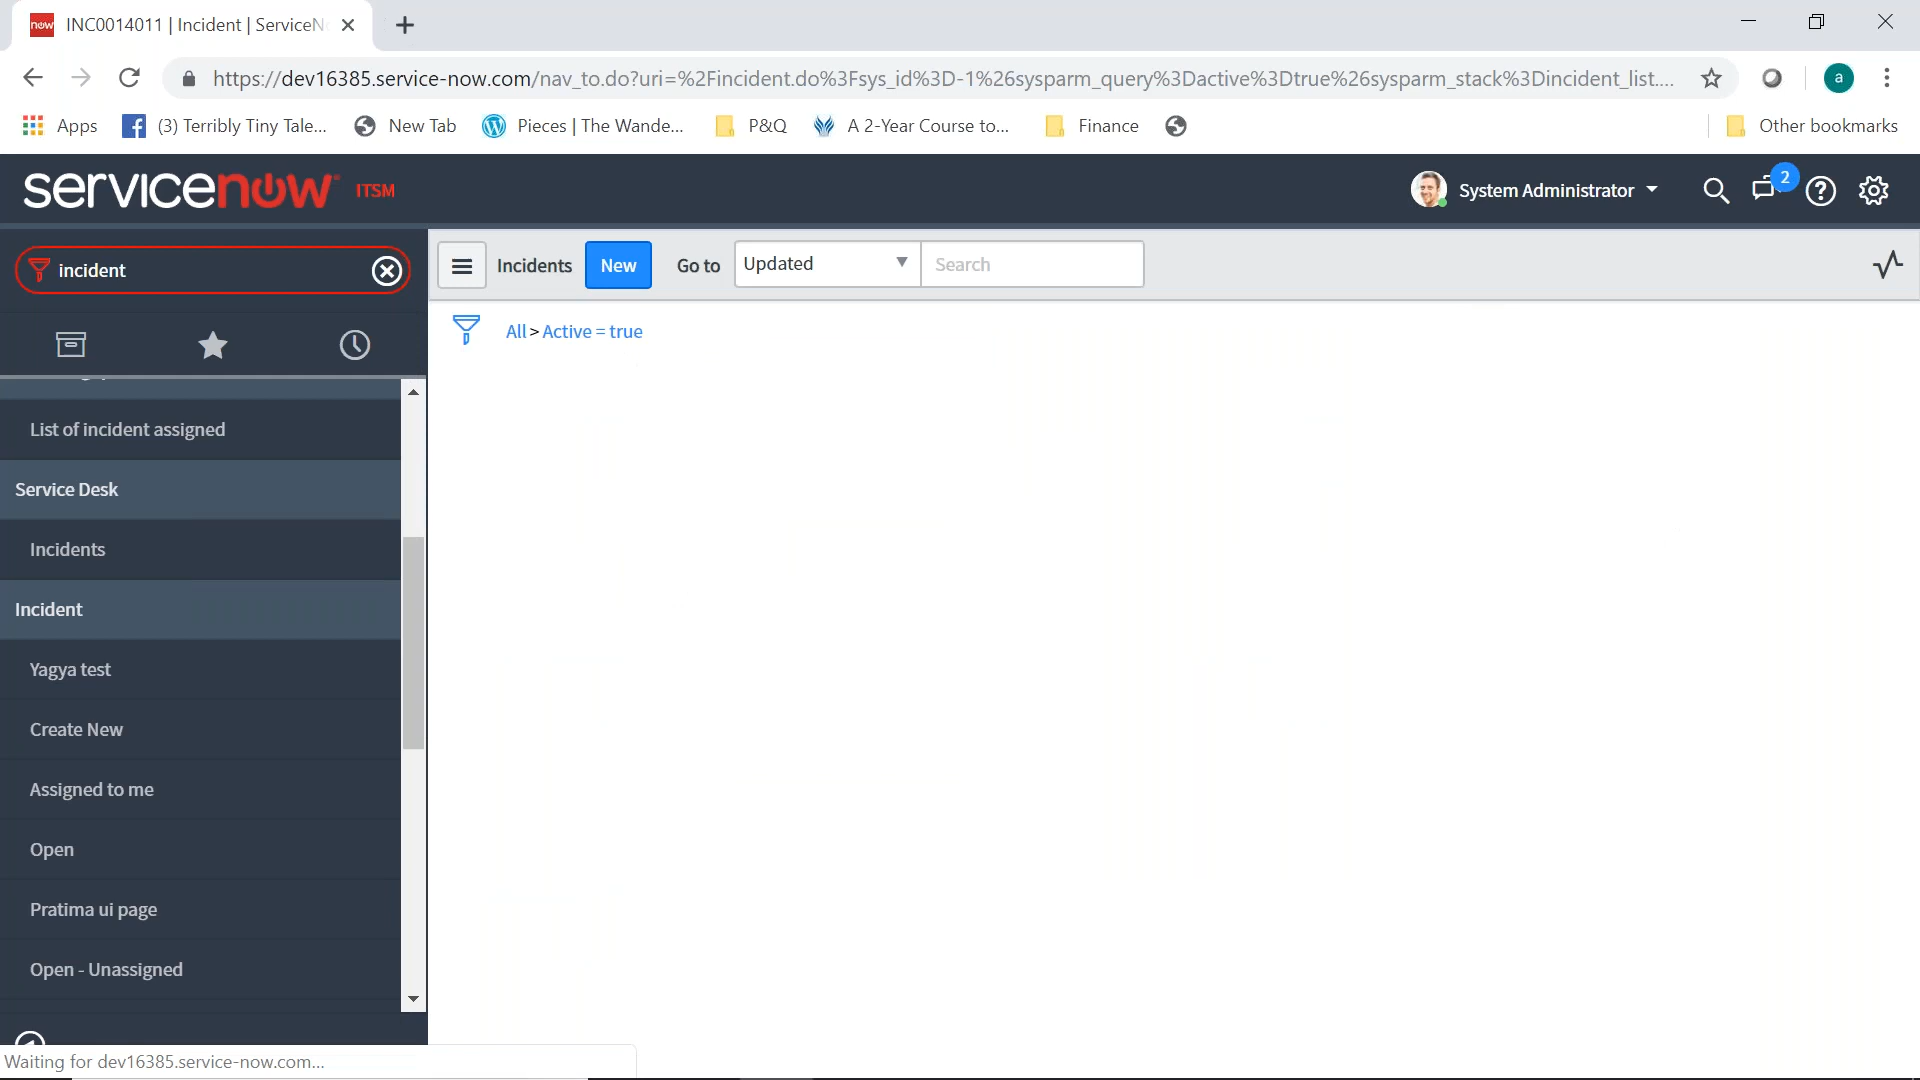 now INC0014011 | Incident | ServiceN
https://dev16385.service-now.com/nav_to.do?uri=%2Fincident.do%3Fsys_id%3D-1%26sysparm_query%3Dactive%3Dtrue%26sysparm_stack%3Dincident_list....
a
Apps (3) Terribly Tiny Tale... New Tab Pieces | The Wande... P&Q A 2-Year Course to... Finance Other bookmarks
servicenow ITSM
System Administrator 2
incident
Incidents New Go to Updated Search
All > Active = true
List of incident assigned
Service Desk
Incidents
Incident
Yagya test
Create New
Assigned to me
Open
Pratima ui page
Open - Unassigned
Waiting for dev16385.service-now.com...